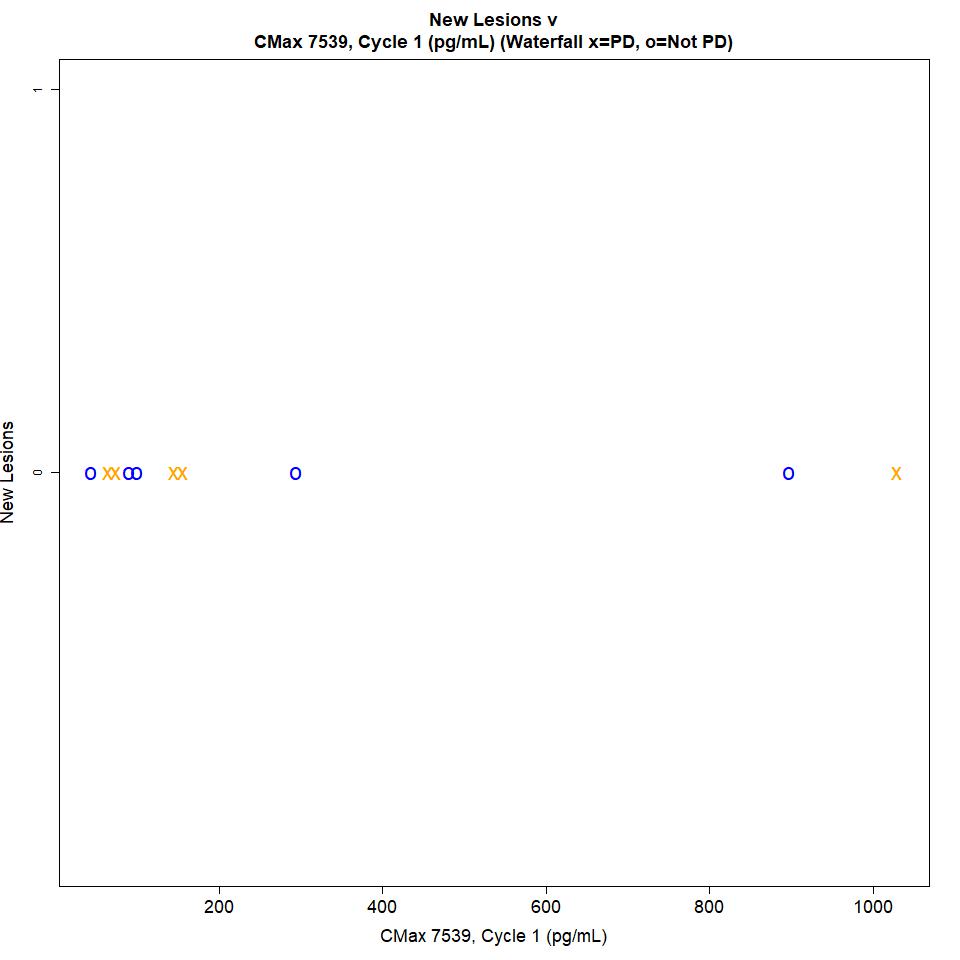 New Lesions v
CMax 7539, Cycle 1 (pg/mL) (Waterfall x=PD, o=Not PD)
1
New Lesions
0
O XX OO XX O O X
200 400 600 800 1000
CMax 7539, Cycle 1 (pg/mL)